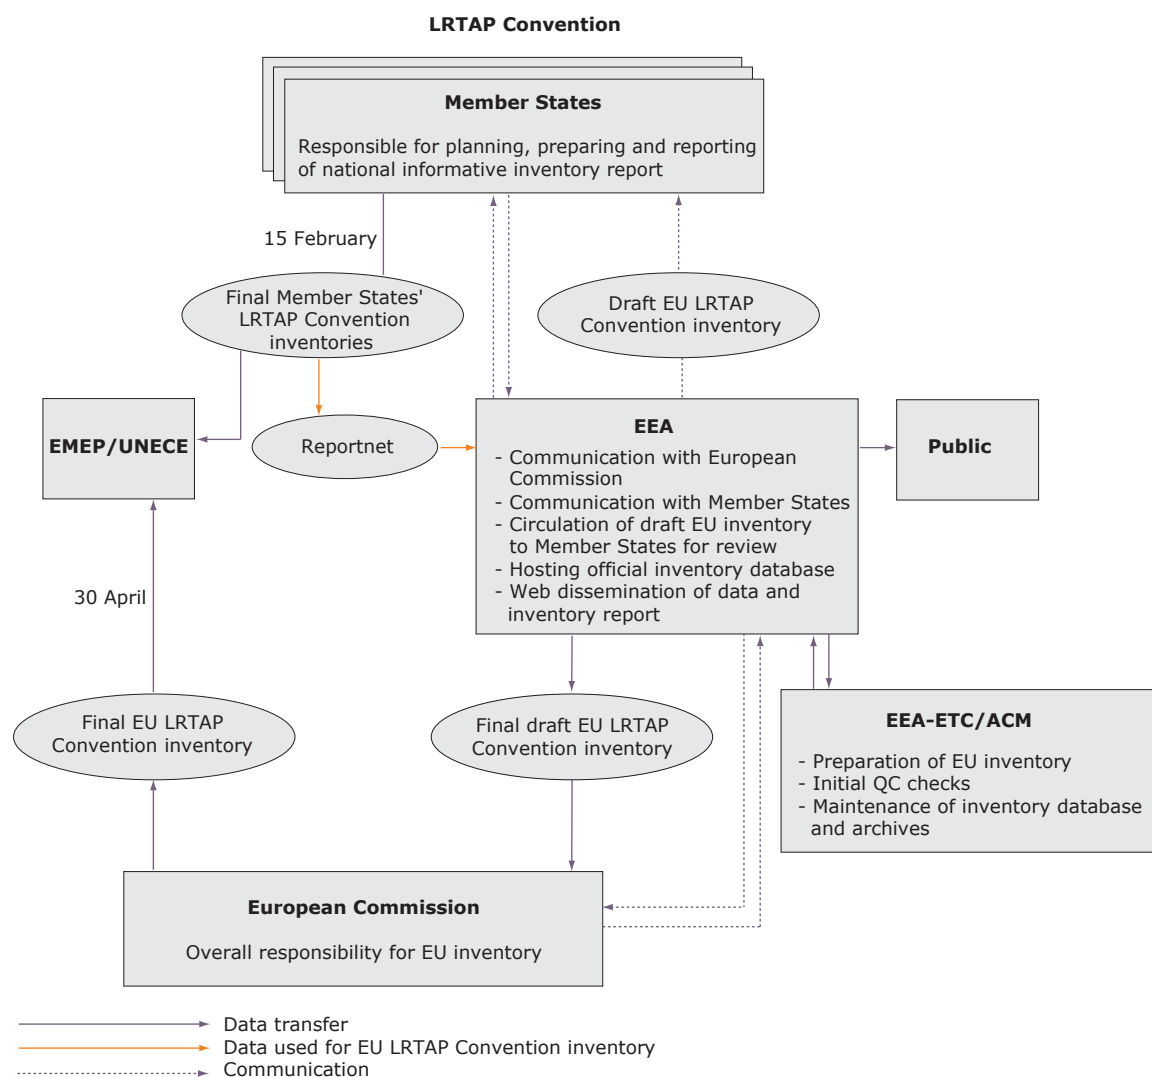 LRTAP Convention
Member States
Responsible for planning, preparing and reporting
of national informative inventory report
15 February
Final Member States'
LRTAP Convention
inventories
Draft EU LRTAP
Convention inventory
EMEP/UNECE
Reportnet
EEA
- Communication with European
Commission
- Communication with Member States
- Circulation of draft EU inventory
to Member States for review
- Hosting official inventory database
- Web dissemination of data and
inventory report
Public
30 April
Final EU LRTAP
Convention inventory
Final draft EU LRTAP
Convention inventory
EEA-ETC/ACM
- Preparation of EU inventory
- Initial QC checks
- Maintenance of inventory database
and archives
European Commission
Overall responsibility for EU inventory
Data transfer
Data used for EU LRTAP Convention inventory
Communication